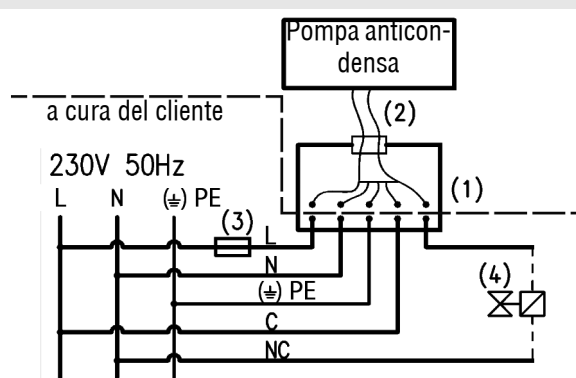 Pompa anticon-
densa
(2)
a cura del cliente
230V 50Hz
(1)
L N PE
(3)
L
N
(4)
PE
C
NC